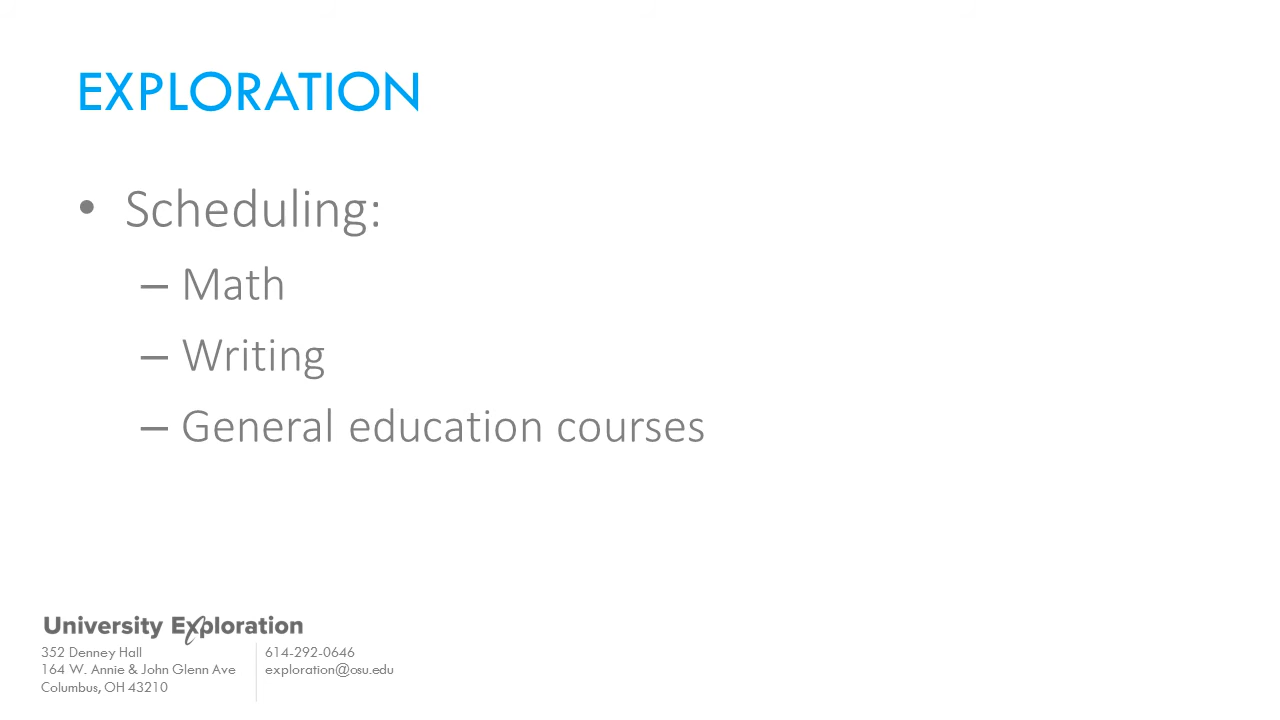 EXPLORATION
• Scheduling:
– Math
– Writing
– General education courses
University Exploration
352 Denney Hall
164 W. Annie & John Glenn Ave
Columbus, OH 43210
614-292-0646
exploration@osu.edu